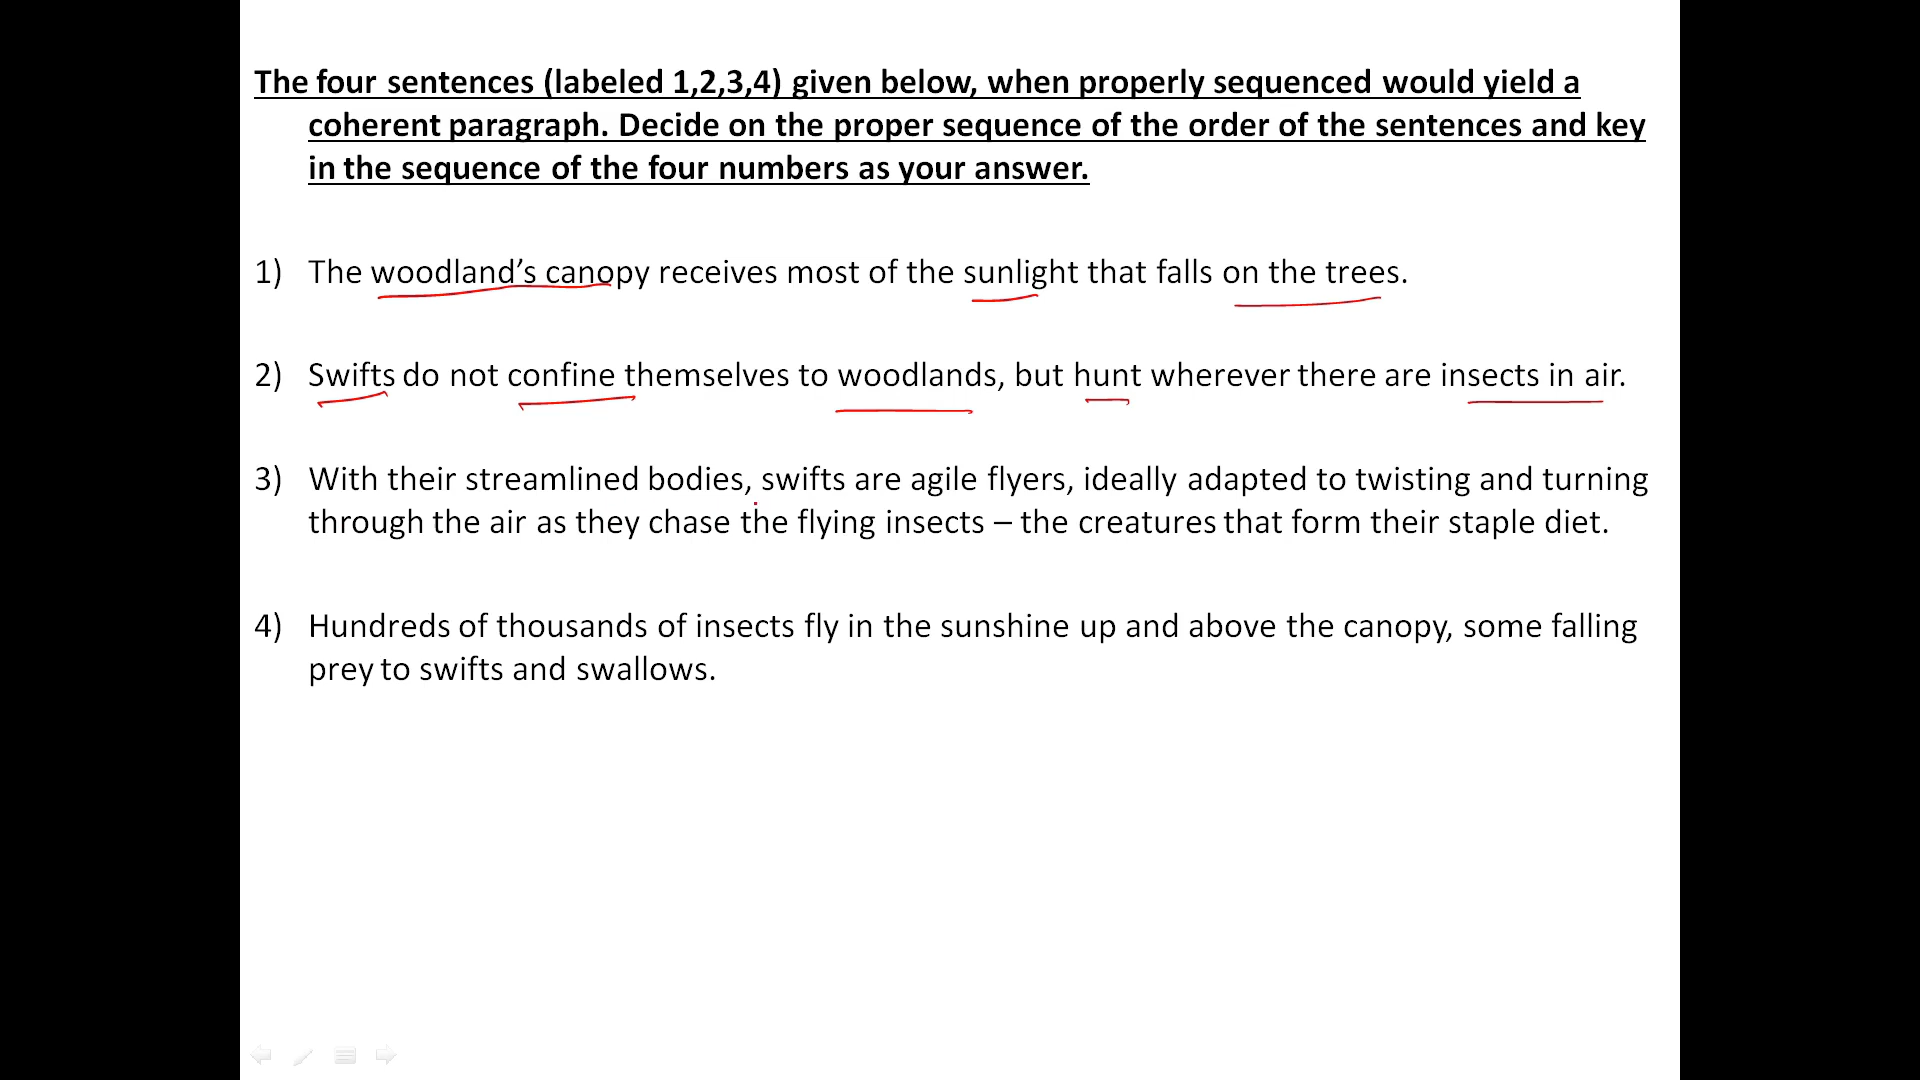 The four sentences (labeled 1,2,3,4) given below, when properly sequenced would yield a
coherent paragraph. Decide on the proper sequence of the order of the sentences and key
in the sequence of the four numbers as your answer.
1) The woodland’s canopy receives most of the sunlight that falls on the trees.
2) Swifts do not confine themselves to woodlands, but hunt wherever there are insects in air.
3) With their streamlined bodies, swifts are agile flyers, ideally adapted to twisting and turning
through the air as they chase the flying insects – the creatures that form their staple diet.
4) Hundreds of thousands of insects fly in the sunshine up and above the canopy, some falling
prey to swifts and swallows.